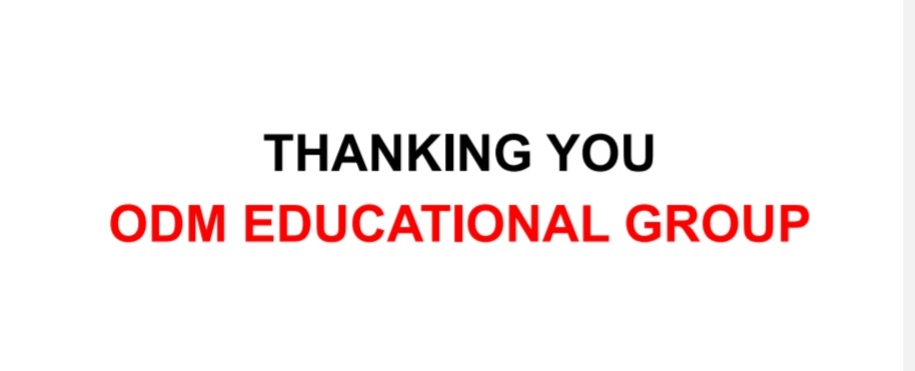 THANKING YOU
ODM EDUCATIONAL GROUP